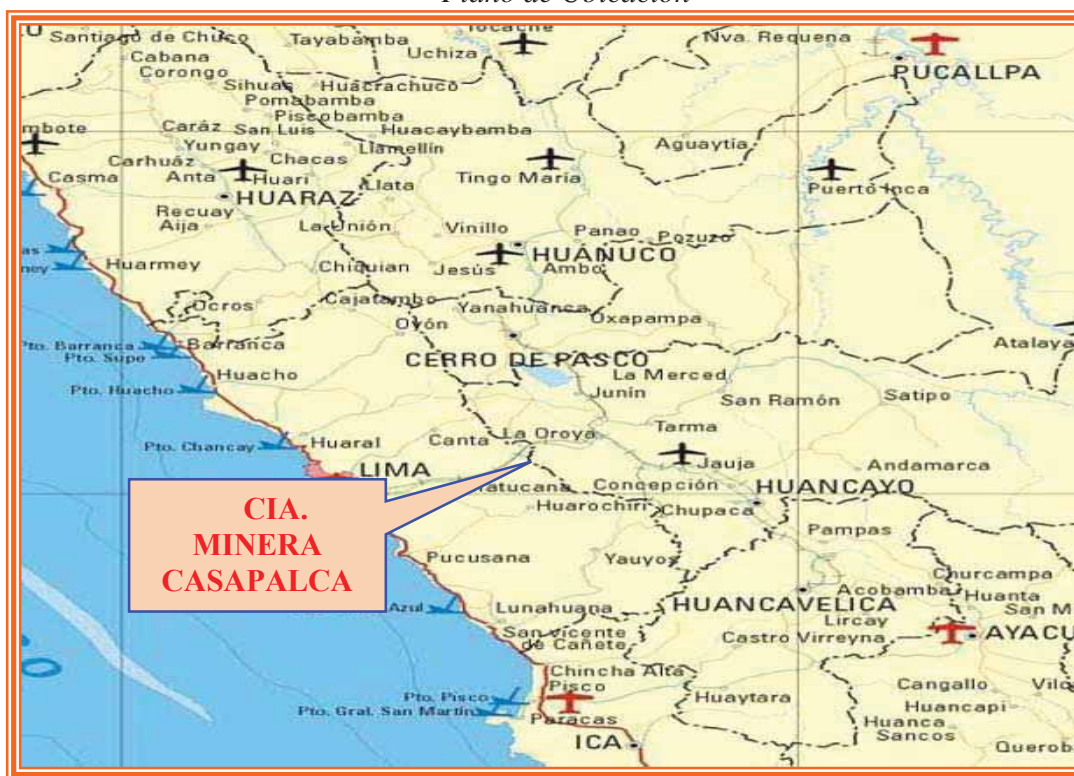 Plano de Ubicación
Santiago de Chuco
Tayabamba
Tocache
Uchiza
Nva. Requena
PUCALLPA
Cabana
Corongo
Sihuas
Huacrachuco
Pomabamba
Piscobamba
Caráz
San Luis
Huacaybamba
Yungay
Llamellín
Aguaytía
Carhuáz
Chacas
Casma
Anta
Huari
Tingo María
Puerto Inca
HUARAZ
Llata
Recuay
Aija
La Unión
Vinillo
Panao
Pozuzo
HUÁNUCO
Huarmey
Chiquian
Jesús
Ambo
Ocros
Cajatambo
Yanahuanca
Oxapampa
Oyón
Pto. Barranca
Barranca
Pto. Supe
CERRO DE PASCO
Atalaya
Huacho
La Merced
Pto. Huacho
Junín
San Ramón
Satipo
Pto. Chancay
Huaral
Canta
La Oroya
Tarma
LIMA
Jauja
Andamarca
Concepción
HUANCAYO
Huarochirí
Chupaca
CIA.
MINERA
CASAPALCA
Pampas
Pucusana
Yauyos
Churcampa
Azul
Lunahuana
HUANCAVELICA
Acobamba
Huanta
Lircay
San Vicente
de Cañete
Castro Virreyna
Chincha Alta
Pto. Pisco
Pisco
Huaytara
Cangallo
Pto. Gral. San Martín
Paracas
Huancapi
Huanca
Sancos
ICA